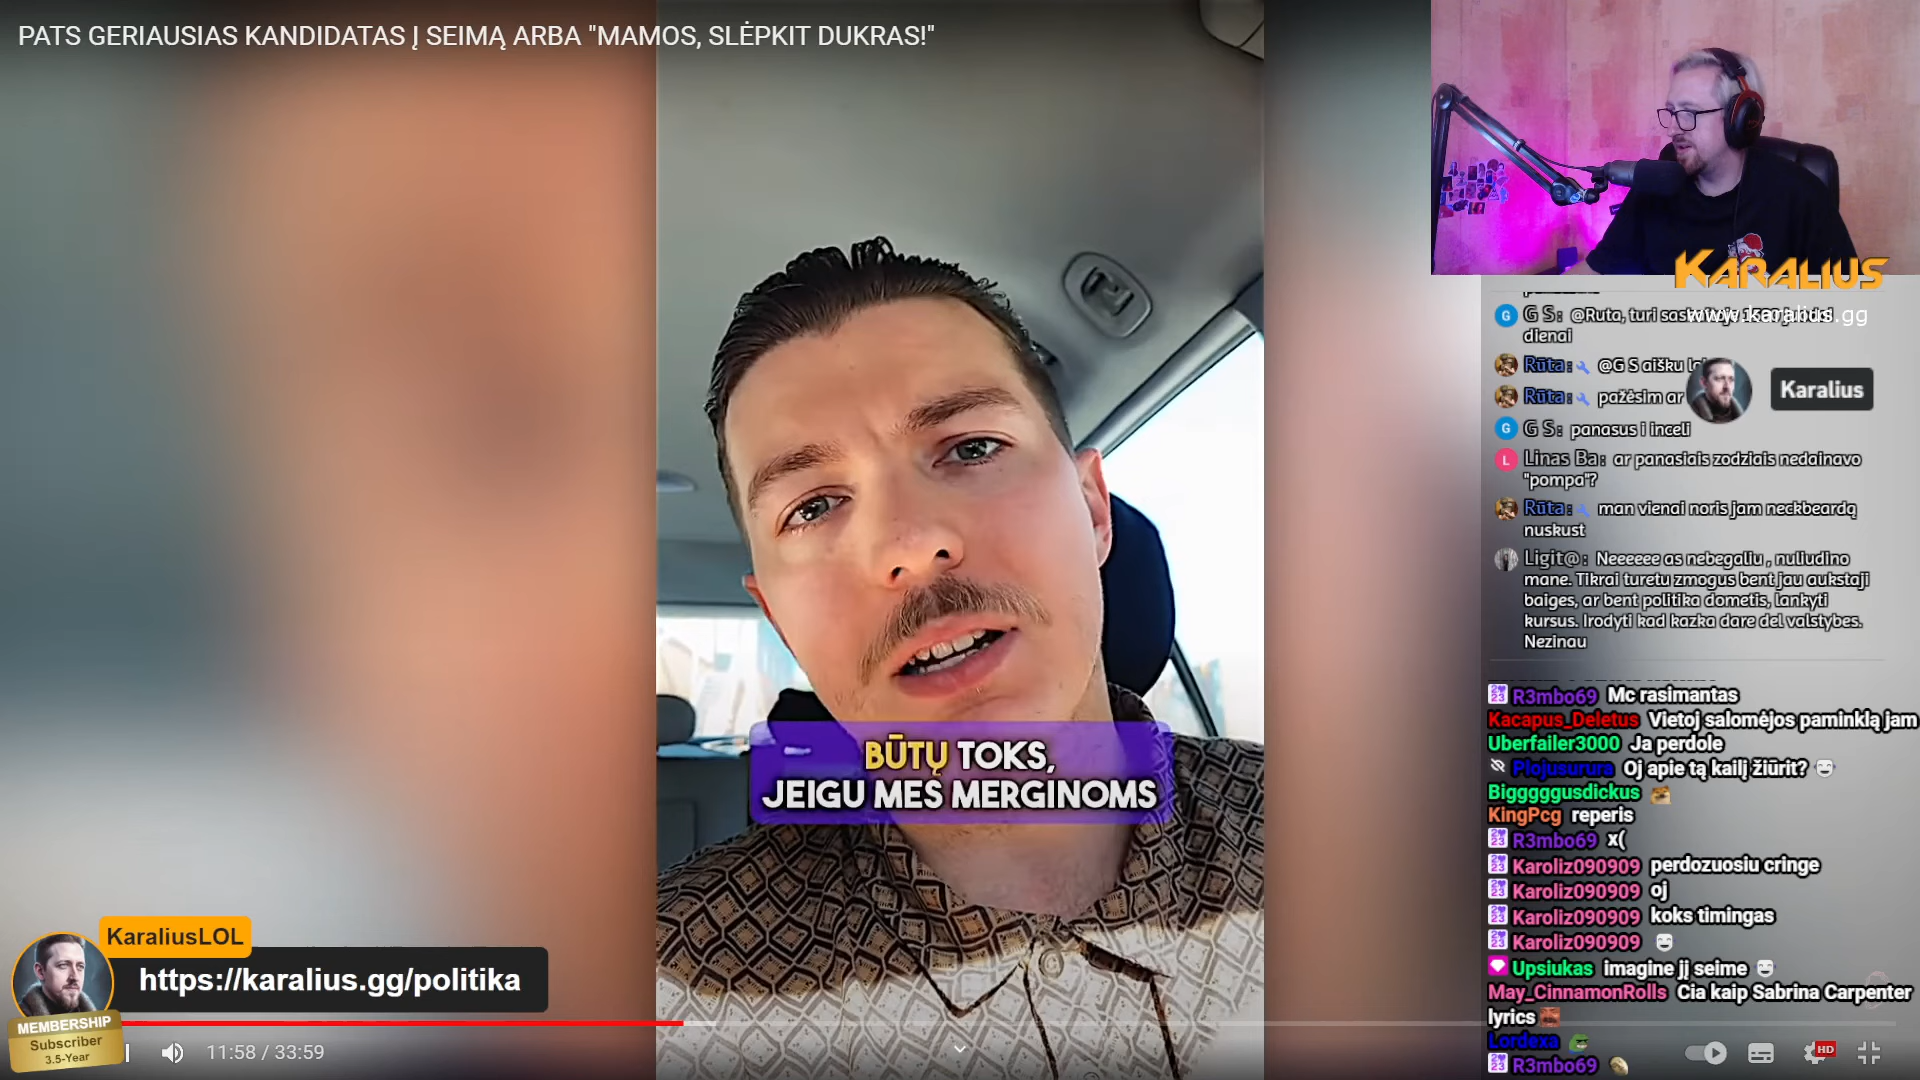 PATS GERIAUSIAS KANDIDATAS Į SEIMĄ ARBA "MAMOS, SLĖPKIT DUKRAS!"
KARALIUS
www.karalius.gg
G S: @Ruta, turi
dienai
Rūta: @G S aišku
Rūta: pažėsim ar
Karalius
G S: panasus i inceli
Linas Ba: ar panasiais zodziais nedainavo
"pompa"?
Rūta: man vienai noris jam neckbeardą
nuskust
Ligit@: Neeeeee as nebegaliu , nuliudino
mane. Tikrai turetu zmogus bent jau aukstaji
baiges, ar bent politika dometis, lankyti
kursus. Irodyti kad kazka dare del valstybes.
Nezinau
R3mbo69 Mc rasimantas
Kacapus_Deletus Vietoj salomėjos paminklą jam
Uberfailer3000 Ja perdole
Plojusurura Oj apie tą kailį žiūrit?
Bigggggusdickus
KingPcg reperis
R3mbo69 x(
Karoliz090909 perdozuosiu cringe
Karoliz090909 oj
Karoliz090909 koks timingas
Karoliz090909
Upsiukas imagine jį seime
May_CinnamonRolls Cia kaip Sabrina Carpenter
lyrics
Lordexa
R3mbo69
BŪTŲ TOKS,
JEIGU MES MERGINOMS
KaraliusLOL
https://karalius.gg/politika
MEMBERSHIP
Subscriber
3.5-Year
11:58 / 33:59
HD